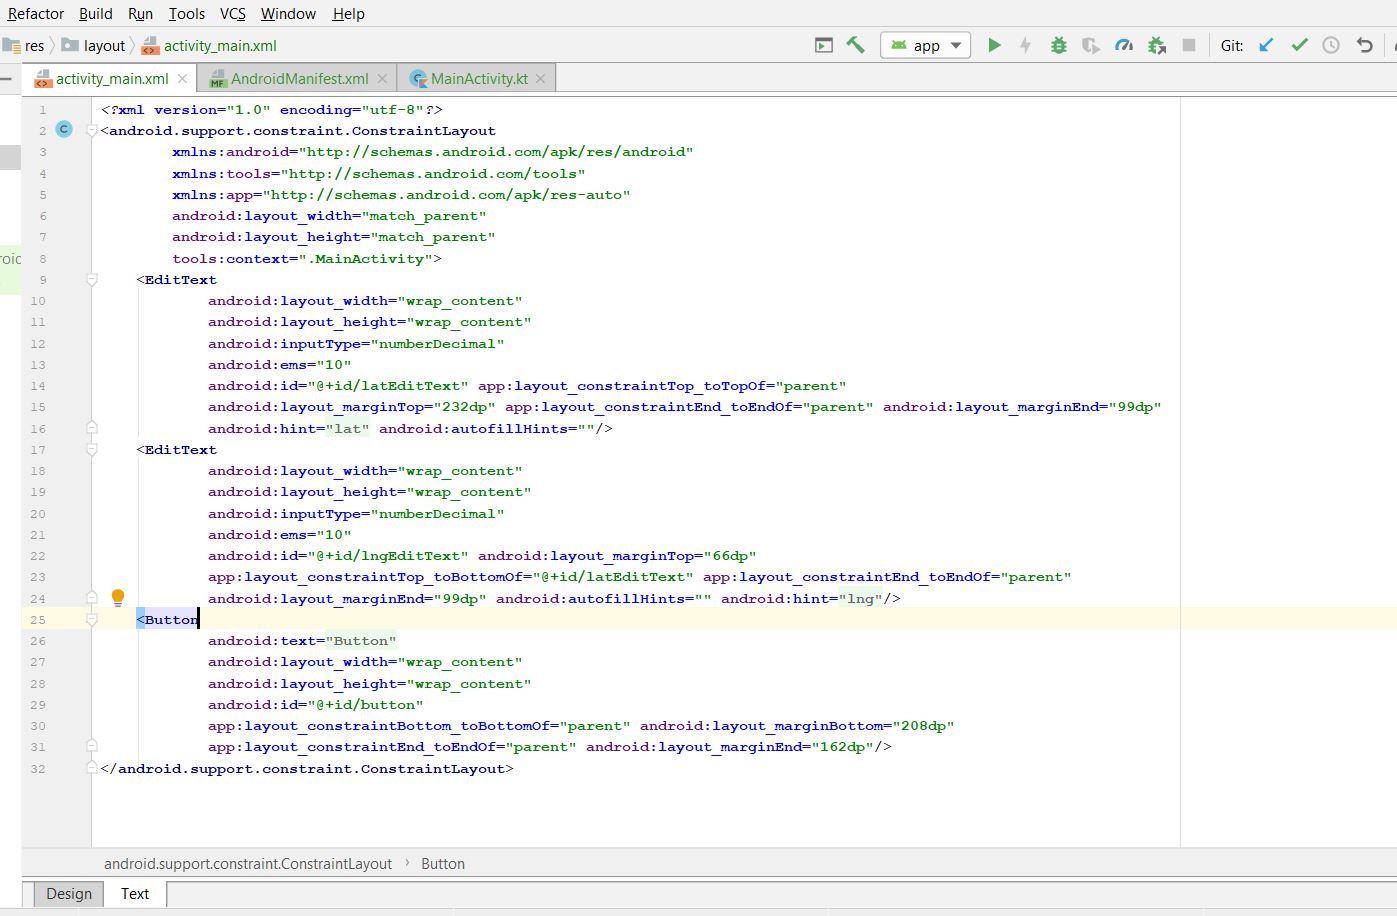 Refactor Build Run Tools VCS Window Help
res layout activity_main.xml app Git:
activity_main.xml MF AndroidManifest.xml C MainActivity.kt
1 <?xml version="1.0" encoding="utf-8"?>
2 C <android.support.constraint.ConstraintLayout
3 xmlns:android="http://schemas.android.com/apk/res/android"
4 xmlns:tools="http://schemas.android.com/tools"
5 xmlns:app="http://schemas.android.com/apk/res-auto"
6 android:layout_width="match_parent"
7 android:layout_height="match_parent"
8 tools:context=".MainActivity">
9 <EditText
10 android:layout_width="wrap_content"
11 android:layout_height="wrap_content"
12 android:inputType="numberDecimal"
13 android:ems="10"
14 android:id="@+id/latEditText" app:layout_constraintTop_toTopOf="parent"
15 android:layout_marginTop="232dp" app:layout_constraintEnd_toEndOf="parent" android:layout_marginEnd="99dp"
16 android:hint="lat" android:autofillHints=""/>
17 <EditText
18 android:layout_width="wrap_content"
19 android:layout_height="wrap_content"
20 android:inputType="numberDecimal"
21 android:ems="10"
22 android:id="@+id/lngEditText" android:layout_marginTop="66dp"
23 app:layout_constraintTop_toBottomOf="@+id/latEditText" app:layout_constraintEnd_toEndOf="parent"
24 android:layout_marginEnd="99dp" android:autofillHints="" android:hint="lng"/>
25 <Button
26 android:text="Button"
27 android:layout_width="wrap_content"
28 android:layout_height="wrap_content"
29 android:id="@+id/button"
30 app:layout_constraintBottom_toBottomOf="parent" android:layout_marginBottom="208dp"
31 app:layout_constraintEnd_toEndOf="parent" android:layout_marginEnd="162dp"/>
32 </android.support.constraint.ConstraintLayout>
android.support.constraint.ConstraintLayout › Button
Design Text